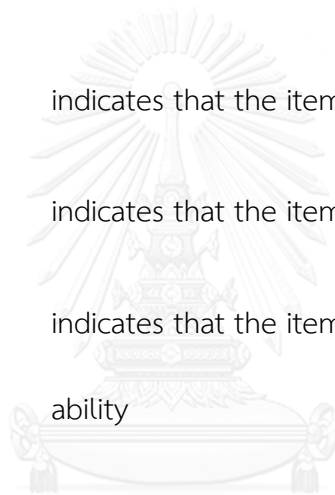 indicates that the item
indicates that the item
indicates that the item
ability